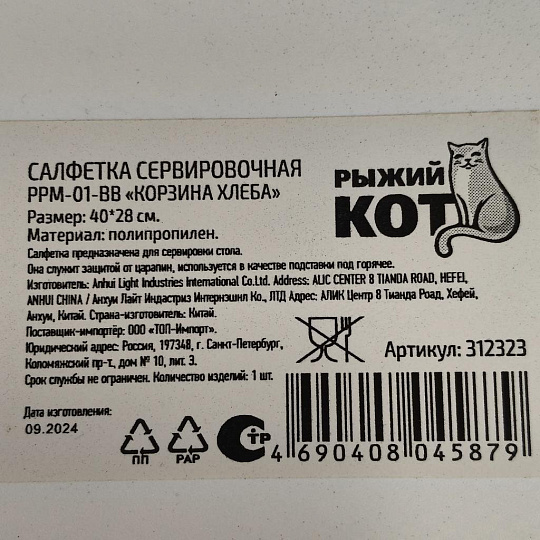 САЛФЕТКА СЕРВИРОВОЧНАЯ
PPM-01-BB «КОРЗИНА ХЛЕБА»
Размер: 40*28 см.
Материал: полипропилен.
РЫЖИЙ
КОТ
Салфетка предназначена для сервировки стола.
Она служит защитой от царапин, используется в качестве подставки под горячее.
Изготовитель: Anhui Light Industries International Co.Ltd. Address: AUC CENTER 8 TIANDA ROAD, HEFEI,
ANHUI CHINA / Анхуи Лайт Индастриз Интернэшнл Ко., ЛТД Адрес: АЛИК Центр 8 Тианда Роад, Хефей,
Анхуи, Китай. Страна-изготовитель: Китай.
Поставщик-импортёр: ООО «ТОП-Импорт».
Юридический адрес: Россия, 197348, г. Санкт-Петербург,
Коломяжский пр-т, дом № 10, лит. З.
Срок службы не ограничен. Количество изделий: 1 шт.
Артикул: 312323
Дата изготовления:
09.2024
ПП
PAP
СТР
4 690408 045879